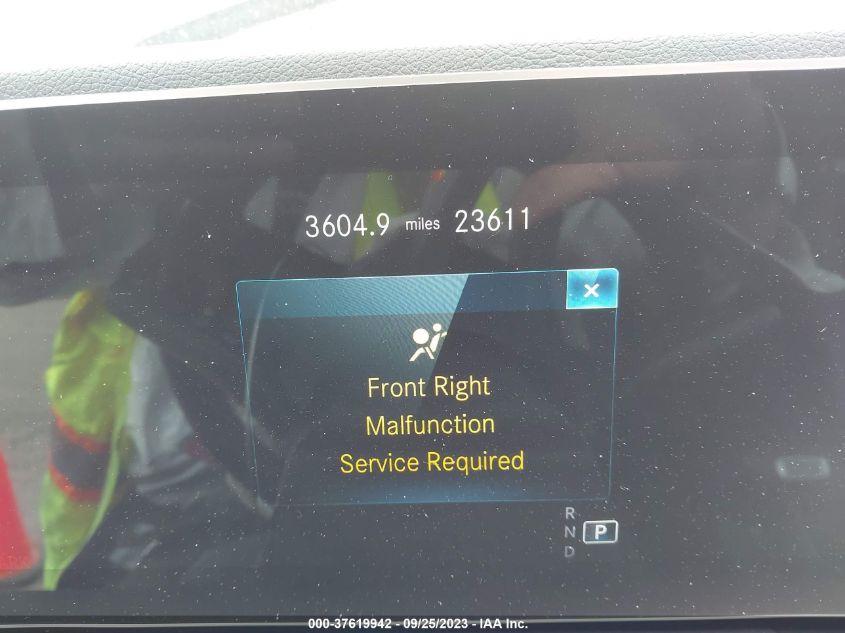 3604.9 miles 23611
×
Front Right
Malfunction
Service Required
R
N P
D
000-37619942 - 09/25/2023 - IAA Inc.